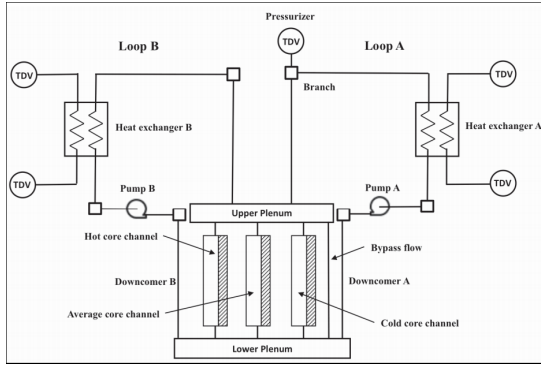 Pressurizer
Loop B
TDV
Loop A
TDV
TDV
Branch
Heat exchanger B
Heat exchanger A
TDV
TDV
Pump B
Pump A
Upper Plenum
Hot core channel
Bypass flow
Downcomer B
Downcomer A
Average core channel
Cold core channel
Lower Plenum